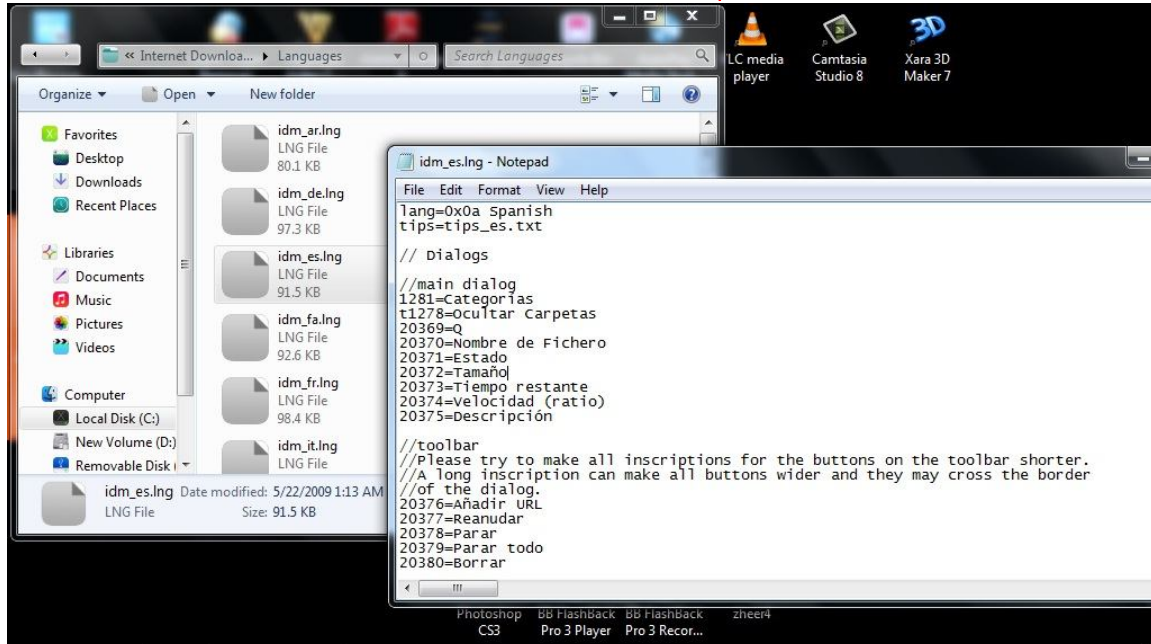 LC media player
Camtasia Studio 8
Xara 3D Maker 7
« Internet Downloa... Languages
Search Languages
Organize
Open
New folder
Favorites
Desktop
Downloads
Recent Places
Libraries
Documents
Music
Pictures
Videos
Computer
Local Disk (C:)
New Volume (D:)
Removable Disk (
idm_ar.lng
LNG File
80.1 KB
idm_de.lng
LNG File
97.3 KB
idm_es.lng
LNG File
91.5 KB
idm_fa.lng
LNG File
92.6 KB
idm_fr.lng
LNG File
98.4 KB
idm_it.lng
LNG File
idm_es.lng Date modified: 5/22/2009 1:13 AM
LNG File Size: 91.5 KB
idm_es.lng - Notepad
File Edit Format View Help
lang=0x0a Spanish
tips=tips_es.txt
// Dialogs
//main dialog
1281=Categorías
t1278=Ocultar Carpetas
20369=Q
20370=Nombre de Fichero
20371=Estado
20372=Tamaño
20373=Tiempo restante
20374=Velocidad (ratio)
20375=Descripción
//toolbar
//Please try to make all inscriptions for the buttons on the toolbar shorter.
//A long inscription can make all buttons wider and they may cross the border
//of the dialog.
20376=Añadir URL
20377=Reanudar
20378=Parar
20379=Parar todo
20380=Borrar
Photoshop CS3
BB FlashBack Pro 3 Player
BB FlashBack Pro 3 Recor...
zheer4